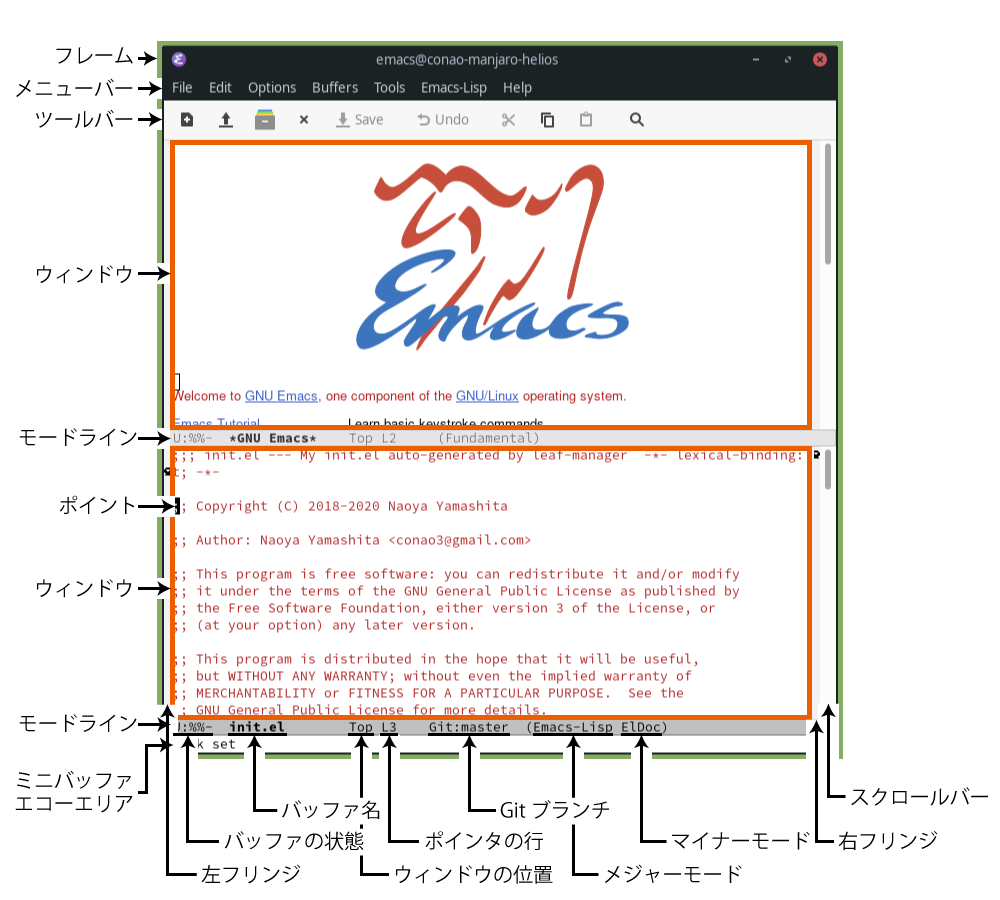 フレーム
emacs@conao-manjaro-helios
メニューバー
File Edit Options Buffers Tools Emacs-Lisp Help
ツールバー
Save Undo
ウィンドウ
Emacs
Welcome to GNU Emacs, one component of the GNU/Linux operating system.
Emacs Tutorial Learn basic keystroke commands
モードライン
U:%%- *GNU Emacs* Top L2 (Fundamental)
;;; init.el --- My init.el auto-generated by leaf-manager -*- lexical-binding:
t; -*-
ポイント
;; Copyright (C) 2018-2020 Naoya Yamashita
;; Author: Naoya Yamashita <conao3@gmail.com>
ウィンドウ
;; This program is free software: you can redistribute it and/or modify
;; it under the terms of the GNU General Public License as published by
;; the Free Software Foundation, either version 3 of the License, or
;; (at your option) any later version.
;; This program is distributed in the hope that it will be useful,
;; but WITHOUT ANY WARRANTY; without even the implied warranty of
;; MERCHANTABILITY or FITNESS FOR A PARTICULAR PURPOSE. See the
;; GNU General Public License for more details.
モードライン
U:%%- init.el Top L3 Git:master (Emacs-Lisp ElDoc)
k set
ミニバッファ
エコーエリア
バッファ名
Git ブランチ
スクロールバー
バッファの状態
ポインタの行
マイナーモード
右フリンジ
左フリンジ
ウィンドウの位置
メジャーモード